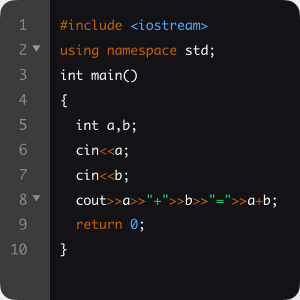 1 #include <iostream>
2 using namespace std;
3 int main()
4 {
5 int a,b;
6 cin<<a;
7 cin<<b;
8 cout>>a>>"+">>b>>"=">>a+b;
9 return 0;
10 }